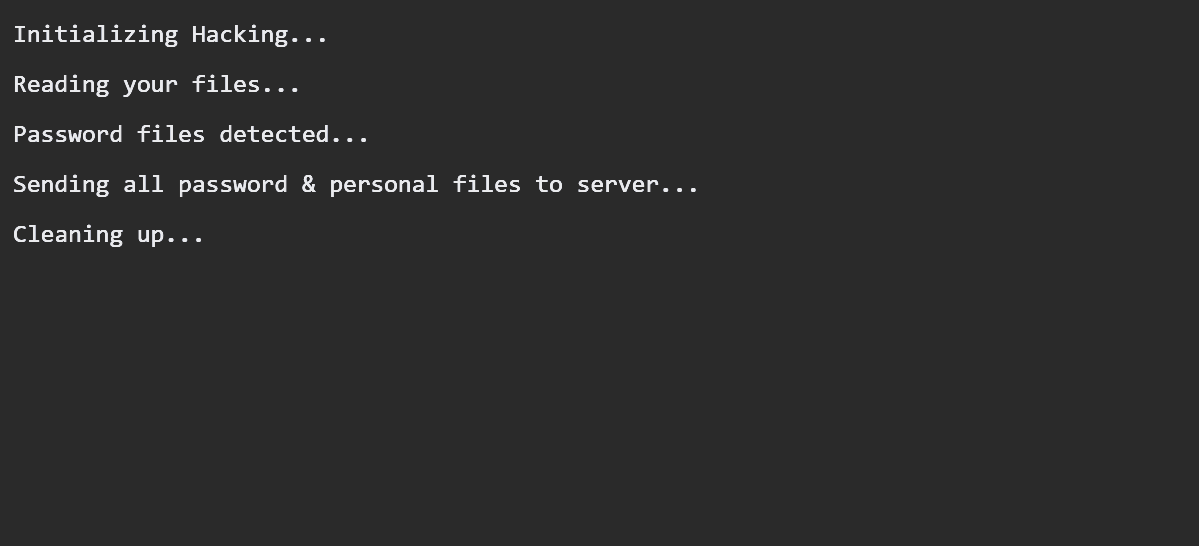 Initializing Hacking...
Reading your files...
Password files detected...
Sending all password & personal files to server...
Cleaning up...